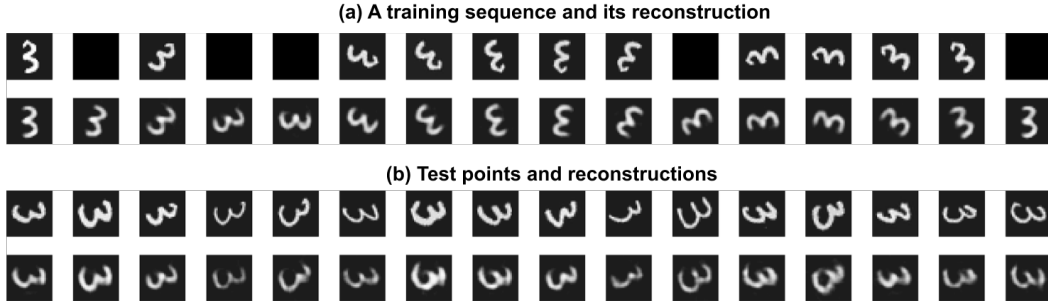 (a) A training sequence and its reconstruction
(b) Test points and reconstructions